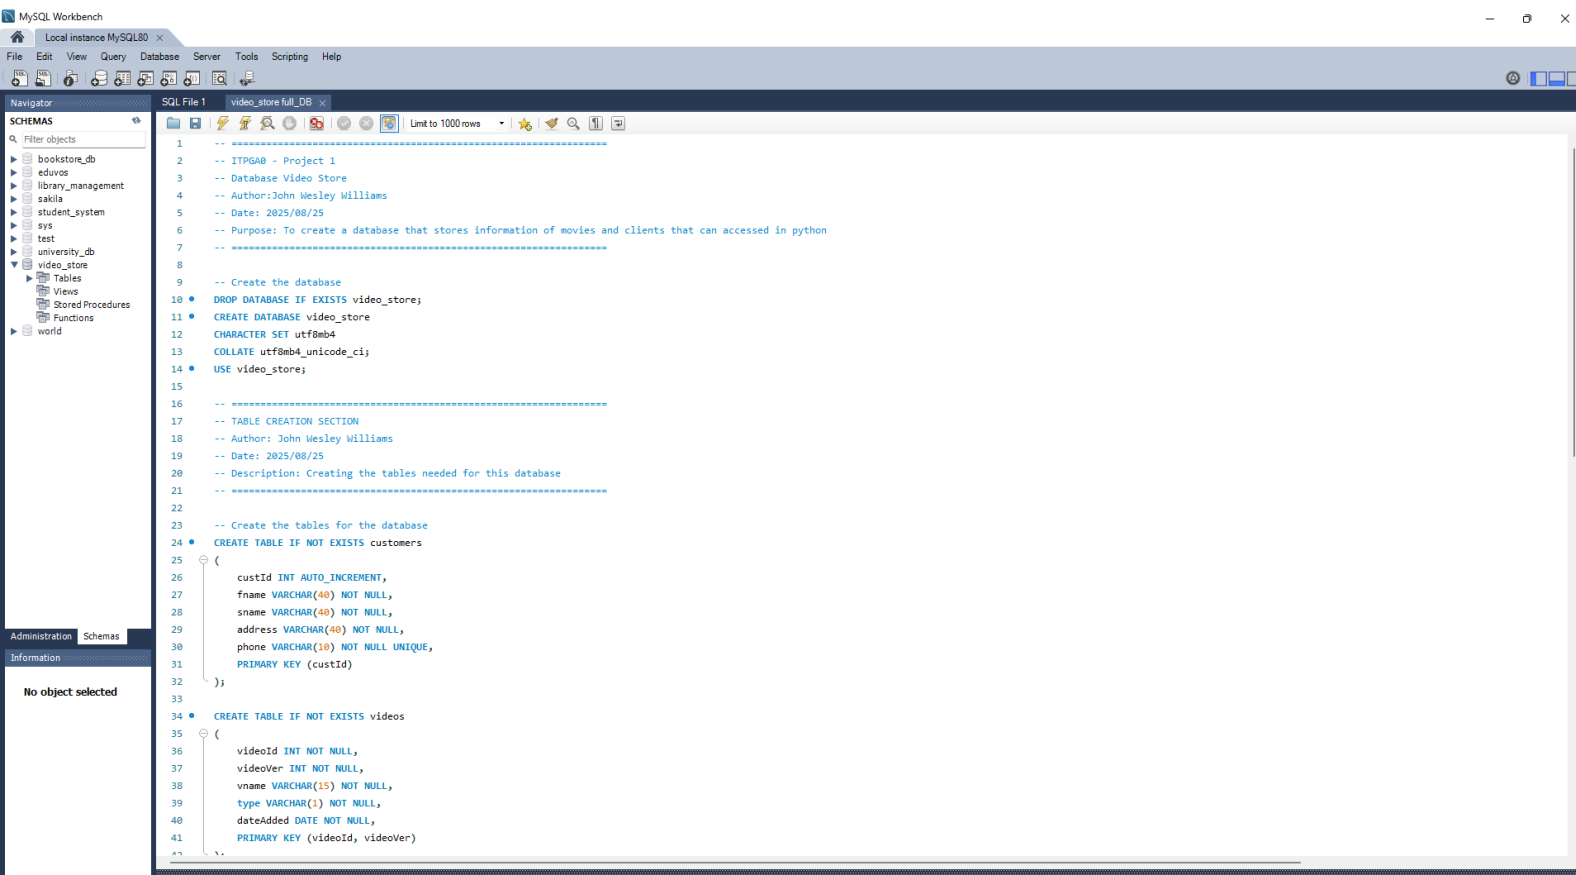 MySQL Workbench
Local instance MySQL80 ×
File Edit View Query Database Server Tools Scripting Help
Navigator
SCHEMAS
Filter objects
bookstore_db
eduvos
library_management
sakila
student_system
sys
test
university_db
video_store
Tables
Views
Stored Procedures
Functions
world
Administration Schemas
Information
No object selected
SQL File 1 video_store full_DB ×
Limit to 1000 rows
1 -- =================================================================
2 -- ITPGA0 - Project 1
3 -- Database Video Store
4 -- Author:John Wesley Williams
5 -- Date: 2025/08/25
6 -- Purpose: To create a database that stores information of movies and clients that can accessed in python
7 -- =================================================================
8
9 -- Create the database
10 DROP DATABASE IF EXISTS video_store;
11 CREATE DATABASE video_store
12 CHARACTER SET utf8mb4
13 COLLATE utf8mb4_unicode_ci;
14 USE video_store;
15
16 -- =================================================================
17 -- TABLE CREATION SECTION
18 -- Author: John Wesley Williams
19 -- Date: 2025/08/25
20 -- Description: Creating the tables needed for this database
21 -- =================================================================
22
23 -- Create the tables for the database
24 CREATE TABLE IF NOT EXISTS customers
25 (
26 custId INT AUTO_INCREMENT,
27 fname VARCHAR(40) NOT NULL,
28 sname VARCHAR(40) NOT NULL,
29 address VARCHAR(40) NOT NULL,
30 phone VARCHAR(10) NOT NULL UNIQUE,
31 PRIMARY KEY (custId)
32 );
33
34 CREATE TABLE IF NOT EXISTS videos
35 (
36 videoId INT NOT NULL,
37 videoVer INT NOT NULL,
38 vname VARCHAR(15) NOT NULL,
39 type VARCHAR(1) NOT NULL,
40 dateAdded DATE NOT NULL,
41 PRIMARY KEY (videoId, videoVer)